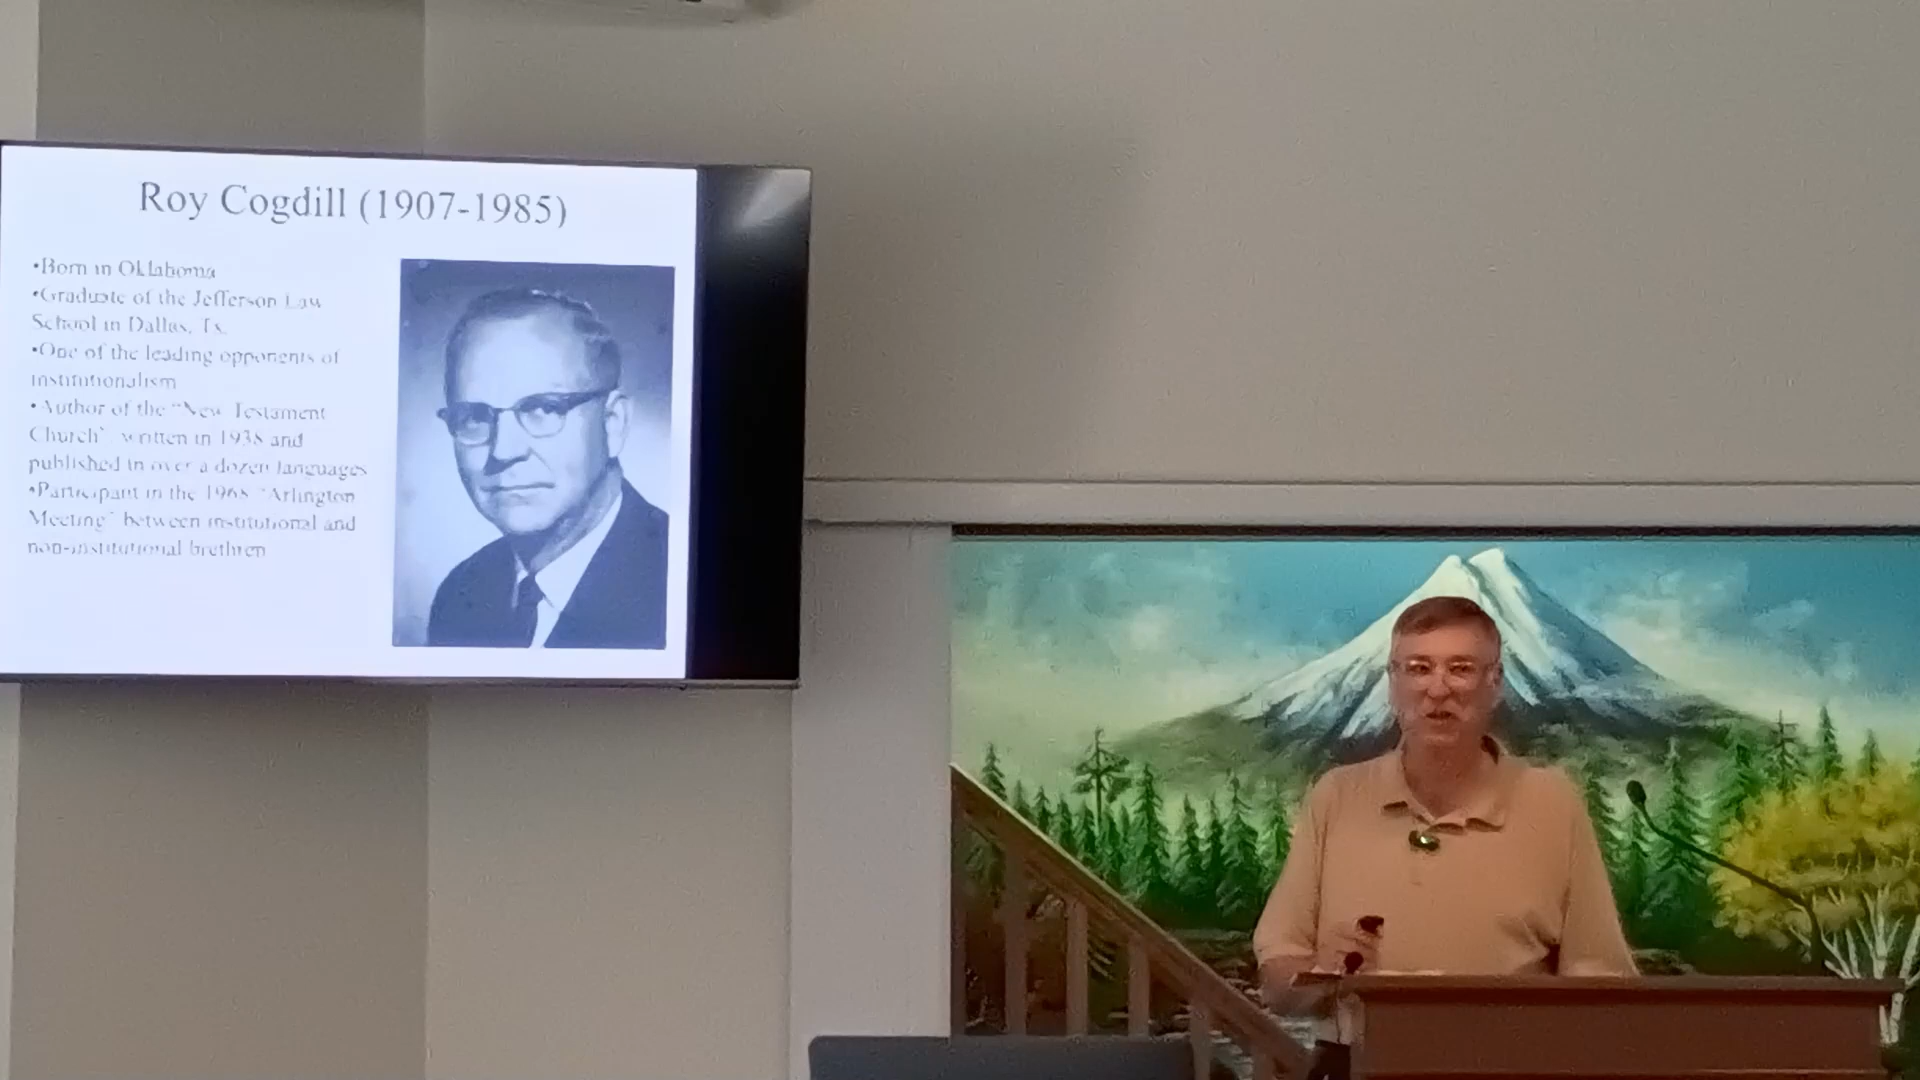 Roy Cogdill (1907-1985)
•Born in Oklahoma
•Graduate of the Jefferson Law
School in Dallas, Tx.
•One of the leading opponents of
institutionalism
•Author of the "New Testament
Church" written in 1938 and
published in over a dozen languages
•Participant in the 1968 "Arlington
Meeting" between institutional and
non-institutional brethren